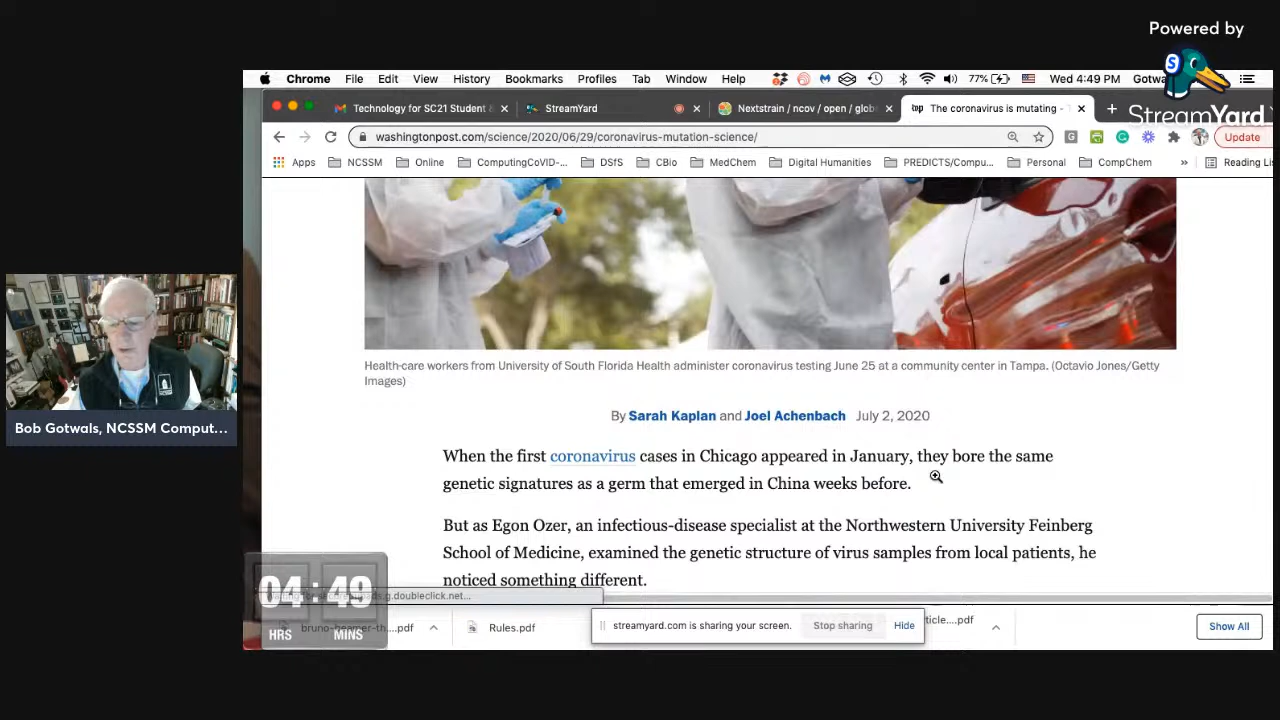 Powered by
StreamYard
Chrome File Edit View History Bookmarks Profiles Tab Window Help 77% Wed 4:49 PM Gotwa
Technology for SC21 Student & StreamYard Nextstrain / ncov / open / glob The coronavirus is mutating - T
washingtonpost.com/science/2020/06/29/coronavirus-mutation-science/ Update
Apps NCSSM Online ComputingCoVID-... DSfS CBio MedChem Digital Humanities PREDICTS/Compu... Personal CompChem » Reading Lis
Health-care workers from University of South Florida Health administer coronavirus testing June 25 at a community center in Tampa. (Octavio Jones/Getty
Images)
By Sarah Kaplan and Joel Achenbach July 2, 2020
When the first coronavirus cases in Chicago appeared in January, they bore the same
genetic signatures as a germ that emerged in China weeks before.
But as Egon Ozer, an infectious-disease specialist at the Northwestern University Feinberg
School of Medicine, examined the genetic structure of virus samples from local patients, he
noticed something different.
Bob Gotwals, NCSSM Comput...
04:49
HRS MINS
bruno-beamer-th....pdf Rules.pdf streamyard.com is sharing your screen. Stop sharing Hide ticle....pdf Show All